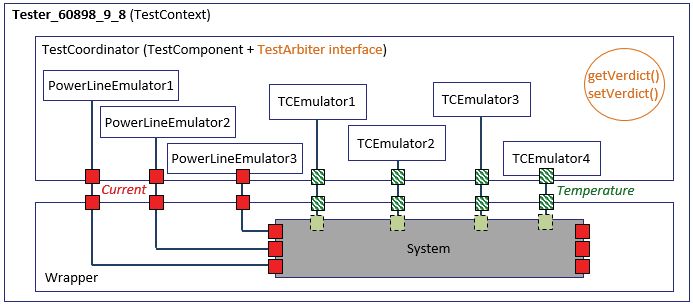 Tester_60898_9_8 (TestContext)
TestCoordinator (TestComponent + TestArbiter interface)
getVerdict()
setVerdict()
PowerLineEmulator1
PowerLineEmulator2
PowerLineEmulator3
TCEmulator1
TCEmulator2
TCEmulator3
TCEmulator4
Current
Temperature
System
Wrapper